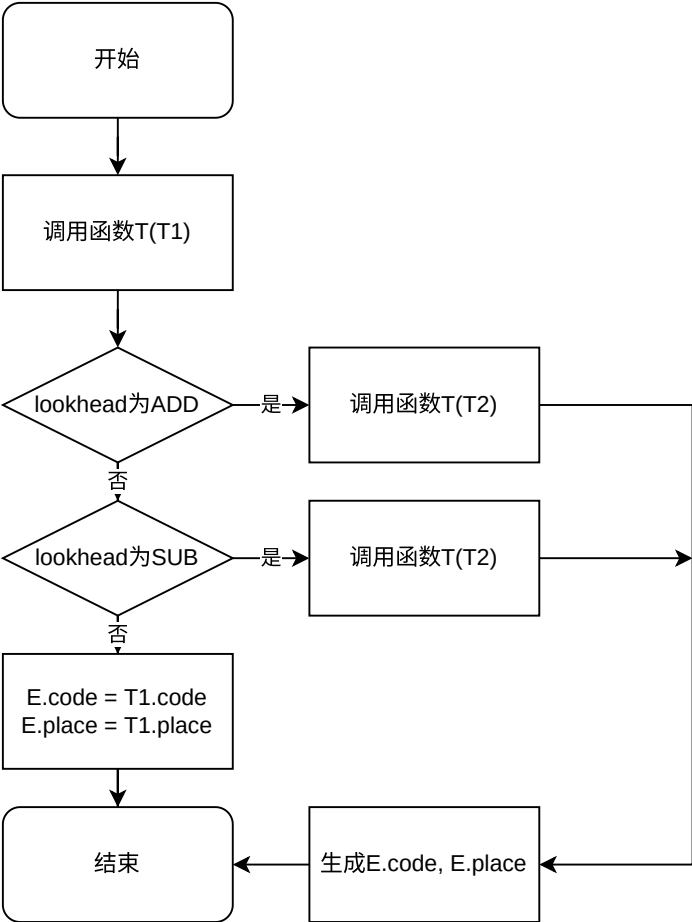 开始
调用函数T(T1)
lookhead为ADD
是
调用函数T(T2)
否
lookhead为SUB
是
调用函数T(T2)
否
E.code = T1.code
E.place = T1.place
结束
生成E.code, E.place